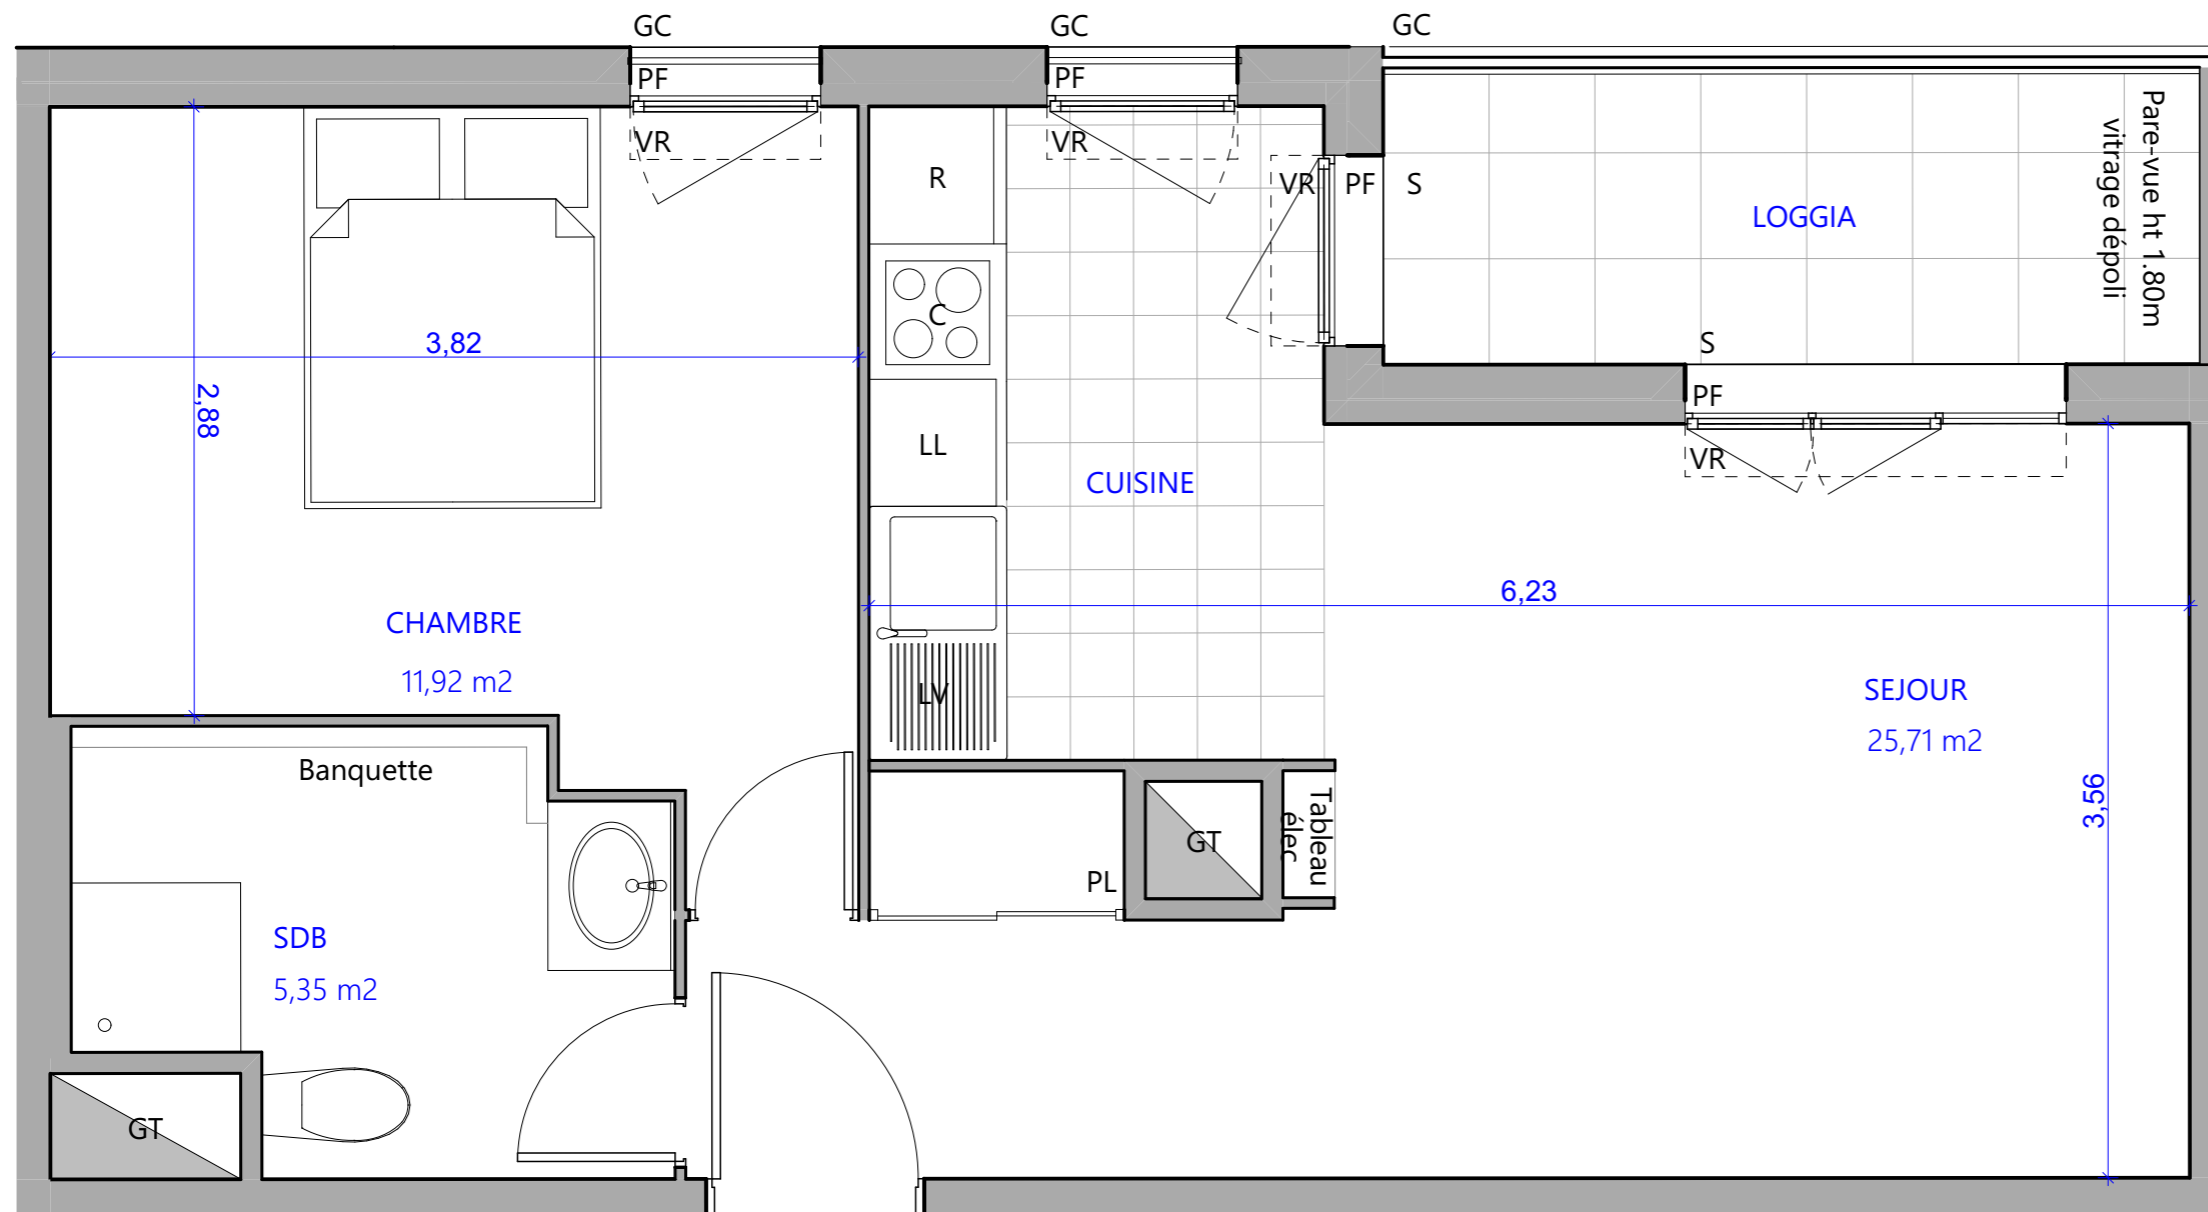 GC
GC
GC
PF
PF
VR
VR
R
VR
PF
S
LOGGIA
Pare-vue ht 1.80m
vitrage dépoli
C
3,82
2,88
S
PF
VR
LL
CUISINE
6,23
CHAMBRE
11,92 m2
LV
SEJOUR
25,71 m2
3,56
Banquette
Tableau
élec
GT
PL
SDB
5,35 m2
GT